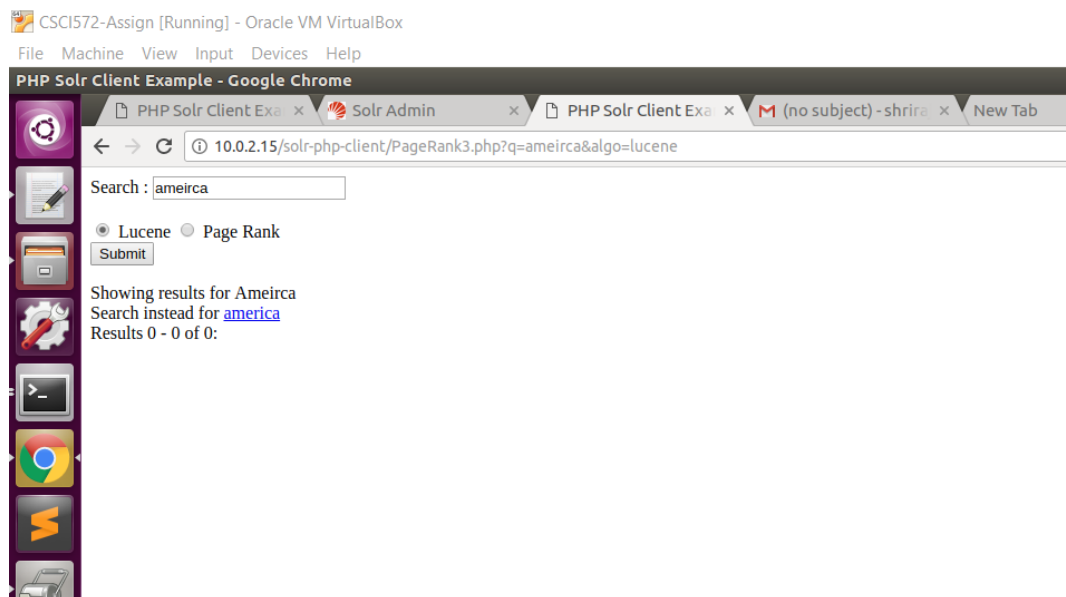 CSCI572-Assign [Running] - Oracle VM VirtualBox
File Machine View Input Devices Help
PHP Solr Client Example - Google Chrome
PHP Solr Client Exa Solr Admin PHP Solr Client Exa (no subject) - shrira New Tab
10.0.2.15/solr-php-client/PageRank3.php?q=ameirca&algo=lucene
Search : ameirca
Lucene Page Rank
Submit
Showing results for Ameirca
Search instead for america
Results 0 - 0 of 0: